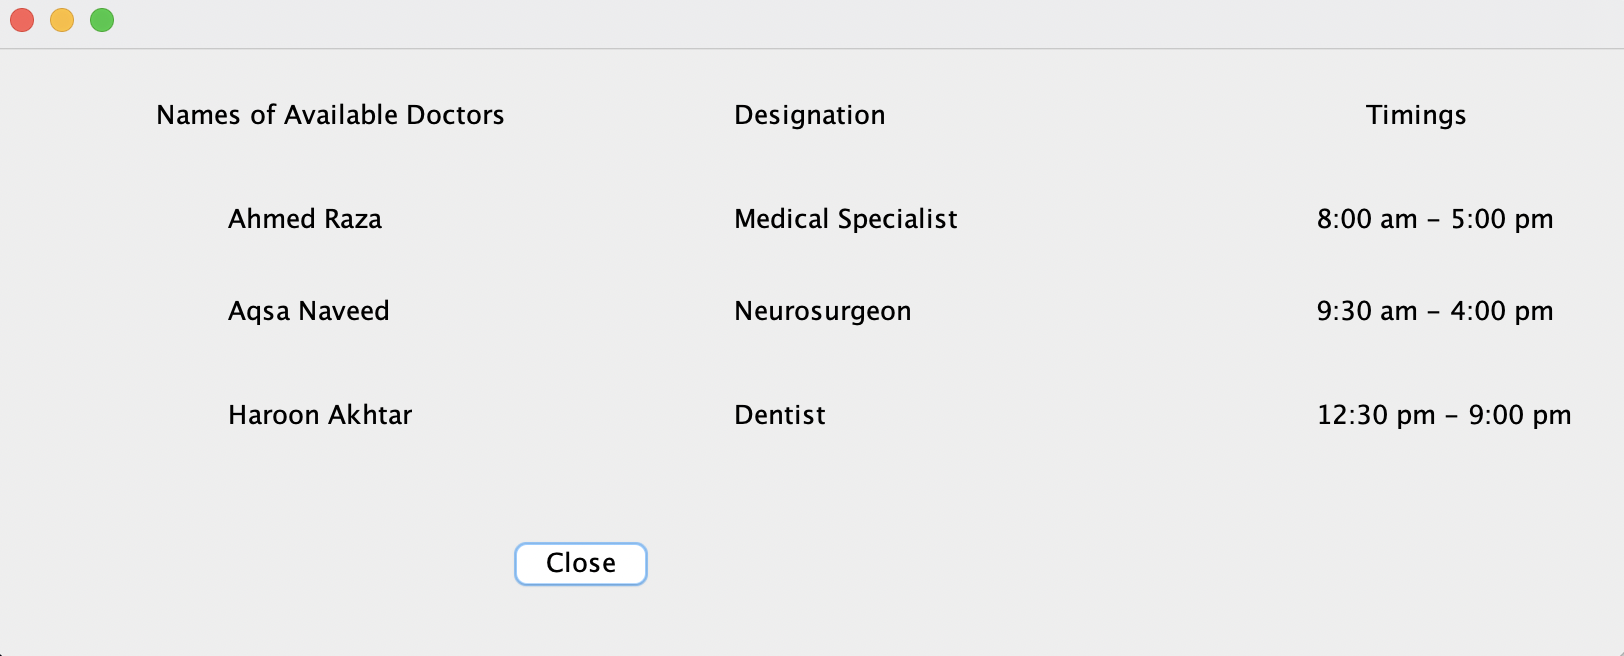 Names of Available Doctors Designation Timings
Ahmed Raza Medical Specialist 8:00 am - 5:00 pm
Aqsa Naveed Neurosurgeon 9:30 am - 4:00 pm
Haroon Akhtar Dentist 12:30 pm - 9:00 pm
Close